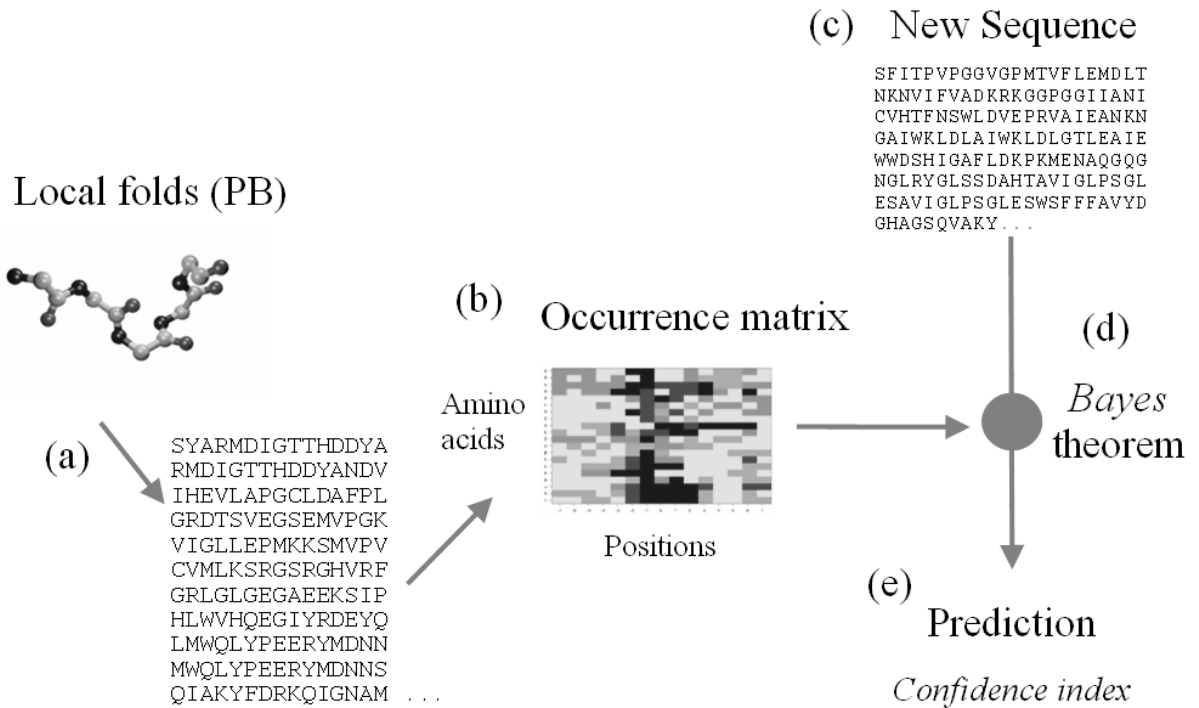 (c) New Sequence
SFITPVPGGVGPMTVFLEMDLT
NKNVIFVADKRKGGPGGIIANI
CVHTFNSWLDVEPRVAIEANKN
GAIWKLDLAIWKLDLGTLEAIE
WWDSHIGAFLDKPKMENAQGQG
NGLRYGLSSDAHTAVIGLPSGL
ESAVIGLPSGLESWSFFFAVYD
GHAGSQVAKY...
Local folds (PB)
(a)
SYARMDIGTTHDDYA
RMDIGTTHDDYANDV
IHEVLAPGCLDAFPL
GRDTSVEGSEMVPGK
VIGLLEPMKKSMVPV
CVMLKSRGSRGHVRF
GRLGLGEGAEEKSIP
HLWVHQEGIYRDEYQ
LMWQLYPEERYMDNN
MWQLYPEERYMDNNS
QIAKYFDRKQIGNAM ...
(b)
Occurrence matrix
Amino
acids
Positions
(d)
Bayes
theorem
(e)
Prediction
Confidence index